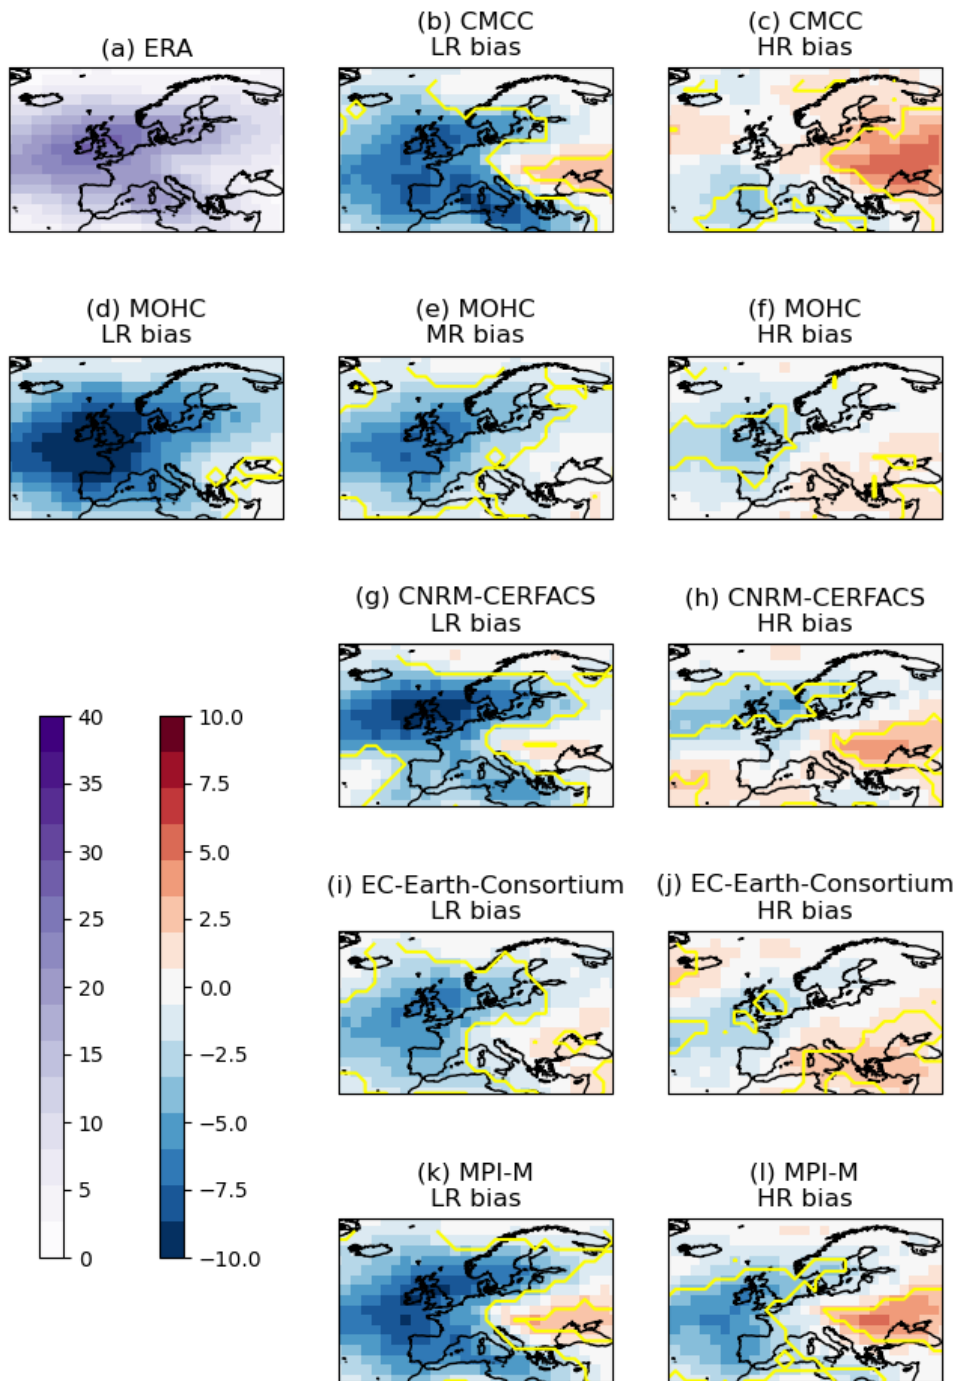 (a) ERA
(b) CMCC
LR bias
(c) CMCC
HR bias
(d) MOHC
LR bias
(e) MOHC
MR bias
(f) MOHC
HR bias
(g) CNRM-CERFACS
LR bias
(h) CNRM-CERFACS
HR bias
40
35
30
25
20
15
10
5
0
10.0
7.5
5.0
2.5
0.0
−2.5
−5.0
−7.5
−10.0
(i) EC-Earth-Consortium
LR bias
(j) EC-Earth-Consortium
HR bias
(k) MPI-M
LR bias
(l) MPI-M
HR bias